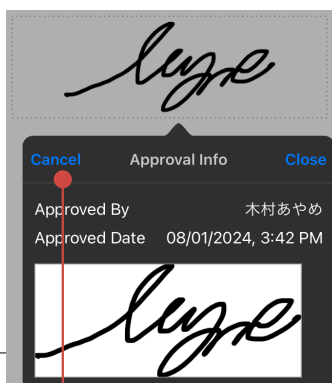 Cancel Approval Info Close
Approved By 木村あやめ
Approved Date 08/01/2024, 3:42 PM